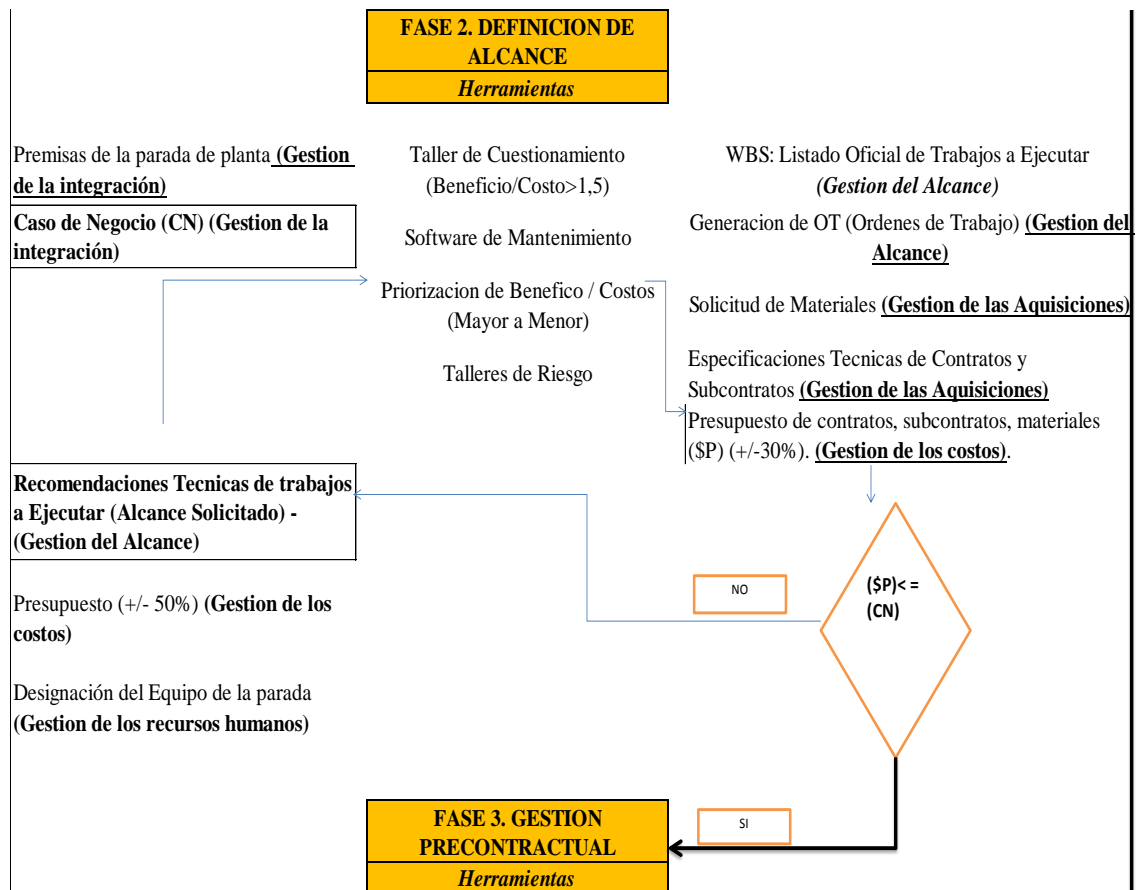 FASE 2. DEFINICION DE
ALCANCE
Herramientas
Premisas de la parada de planta (Gestion
de la integración)
Caso de Negocio (CN) (Gestion de la
integración)
Recomendaciones Tecnicas de trabajos
a Ejecutar (Alcance Solicitado) -
(Gestion del Alcance)
Presupuesto (+/- 50%) (Gestion de los
costos)
Designación del Equipo de la parada
(Gestion de los recursos humanos)
Taller de Cuestionamiento
(Beneficio/Costo>1,5)
Software de Mantenimiento
Priorizacion de Benefico / Costos
(Mayor a Menor)
Talleres de Riesgo
WBS: Listado Oficial de Trabajos a Ejecutar
(Gestion del Alcance)
Generacion de OT (Ordenes de Trabajo) (Gestion del
Alcance)
Solicitud de Materiales (Gestion de las Aquisiciones)
Especificaciones Tecnicas de Contratos y
Subcontratos (Gestion de las Aquisiciones)
Presupuesto de contratos, subcontratos, materiales
($P) (+/-30%). (Gestion de los costos).
($P)< =
(CN)
NO
SI
FASE 3. GESTION
PRECONTRACTUAL
Herramientas